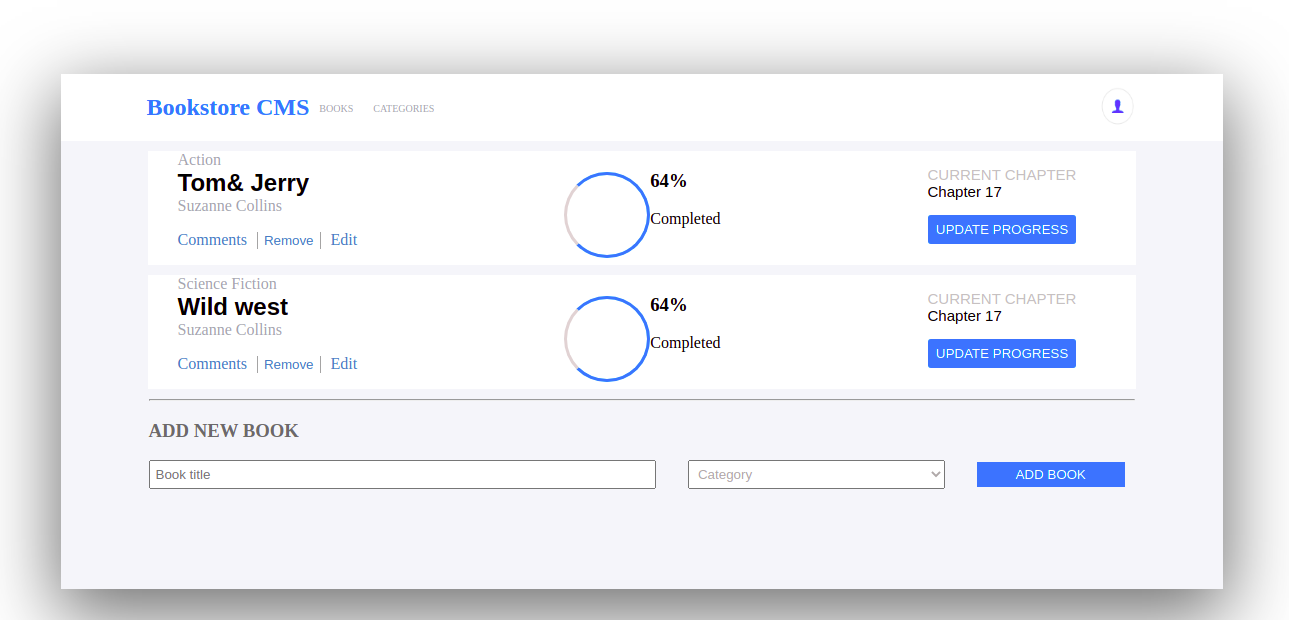 Bookstore CMS BOOKS CATEGORIES
Action
Tom& Jerry
Suzanne Collins
Comments Remove Edit
64%
Completed
CURRENT CHAPTER
Chapter 17
UPDATE PROGRESS
Science Fiction
Wild west
Suzanne Collins
Comments Remove Edit
64%
Completed
CURRENT CHAPTER
Chapter 17
UPDATE PROGRESS
ADD NEW BOOK
Book title Category ADD BOOK